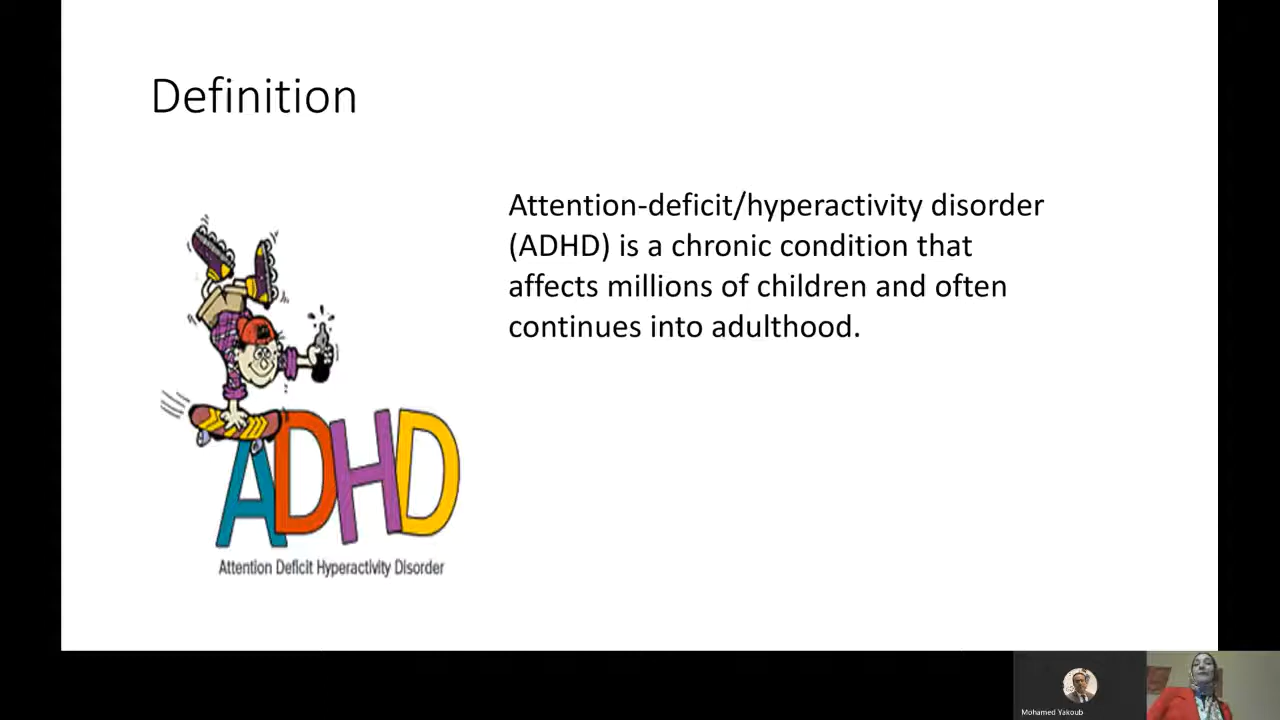 Definition
Attention-deficit/hyperactivity disorder
(ADHD) is a chronic condition that
affects millions of children and often
continues into adulthood.
ADHD
Attention Deficit Hyperactivity Disorder
Mohamed Yakoub